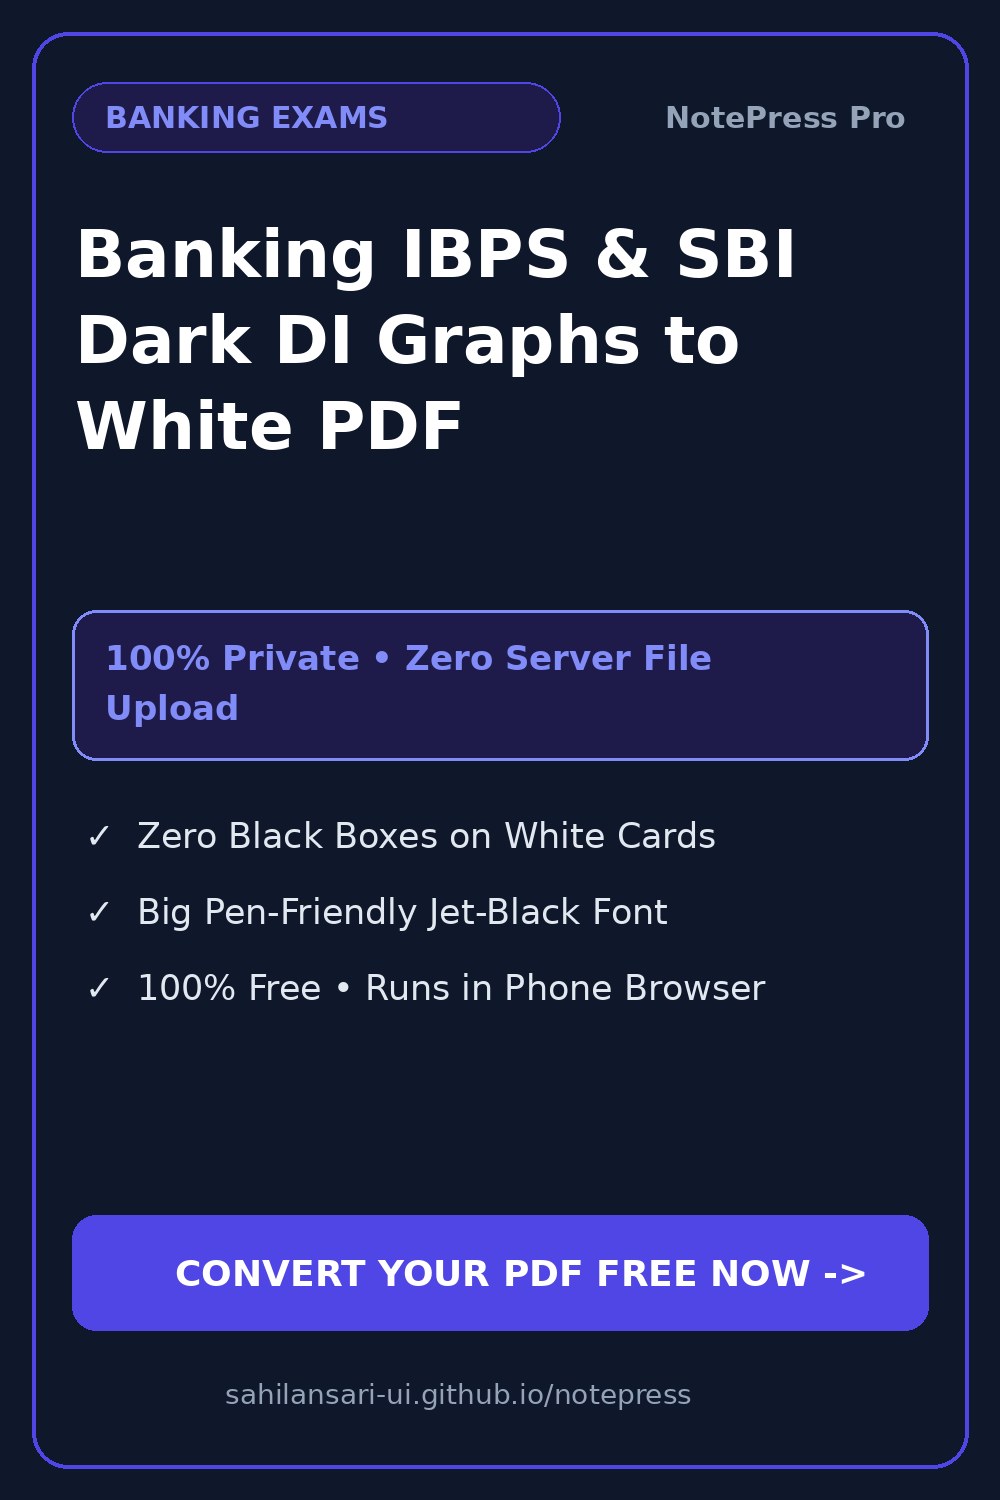 BANKING EXAMS
NotePress Pro
Banking IBPS & SBI
Dark DI Graphs to
White PDF
100% Private • Zero Server File
Upload
✓ Zero Black Boxes on White Cards
✓ Big Pen-Friendly Jet-Black Font
✓ 100% Free • Runs in Phone Browser
CONVERT YOUR PDF FREE NOW ->
sahilansari-ui.github.io/notepress